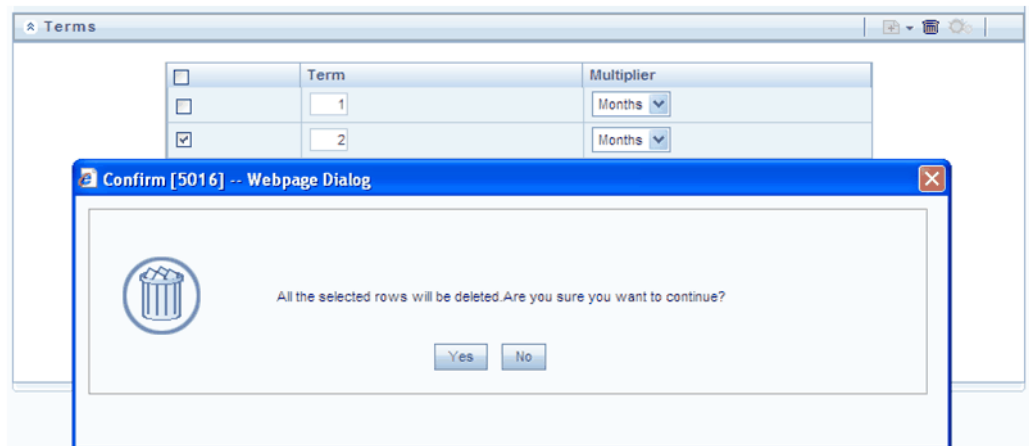 Terms
Term Multiplier
1 Months
2 Months
Confirm [5016] -- Webpage Dialog
All the selected rows will be deleted.Are you sure you want to continue?
Yes No